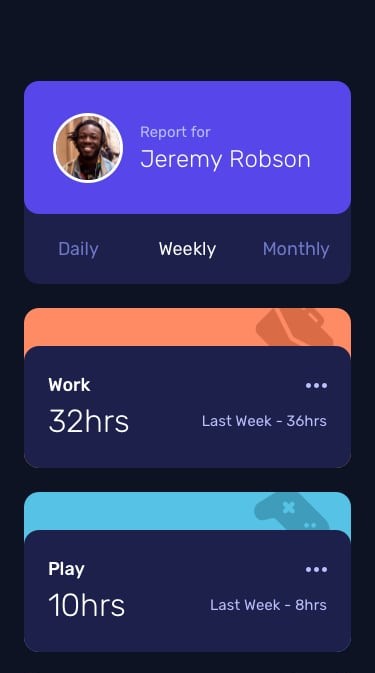 Report for
Jeremy Robson
Daily Weekly Monthly
Work
32hrs Last Week - 36hrs
Play
10hrs Last Week - 8hrs